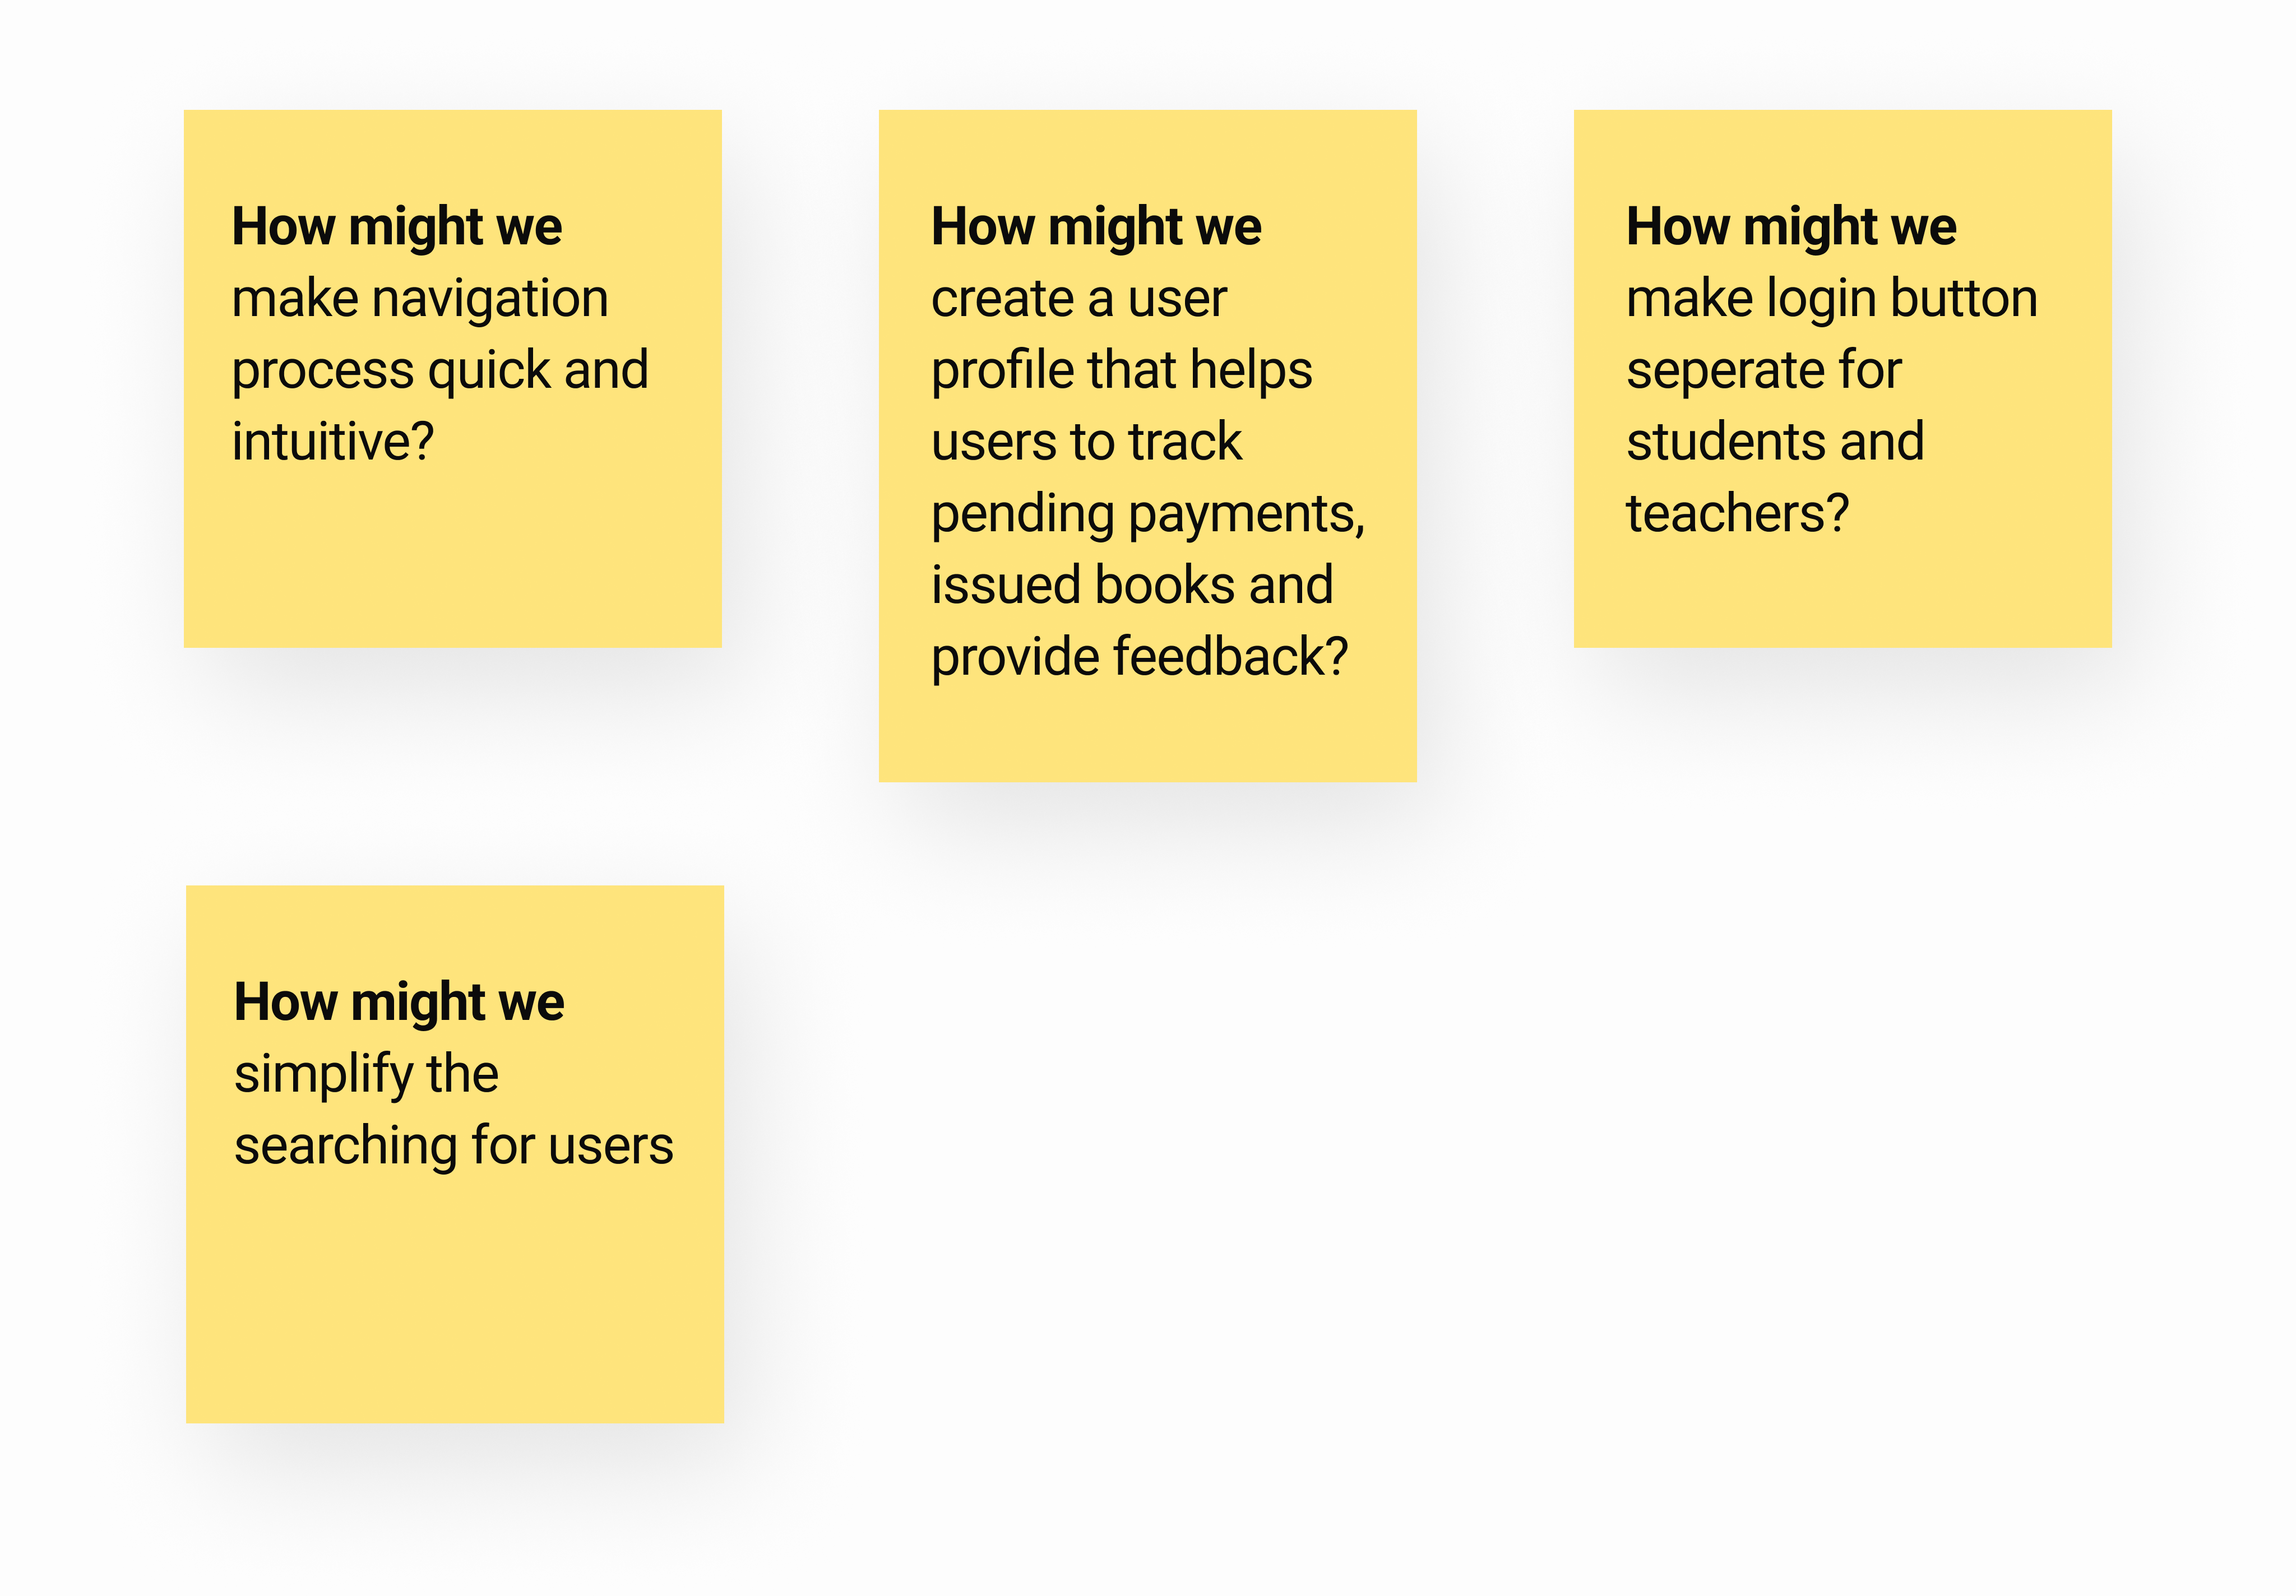 How might we
make navigation
process quick and
intuitive?
How might we
create a user
profile that helps
users to track
pending payments,
issued books and
provide feedback?
How might we
make login button
seperate for
students and
teachers?
How might we
simplify the
searching for users